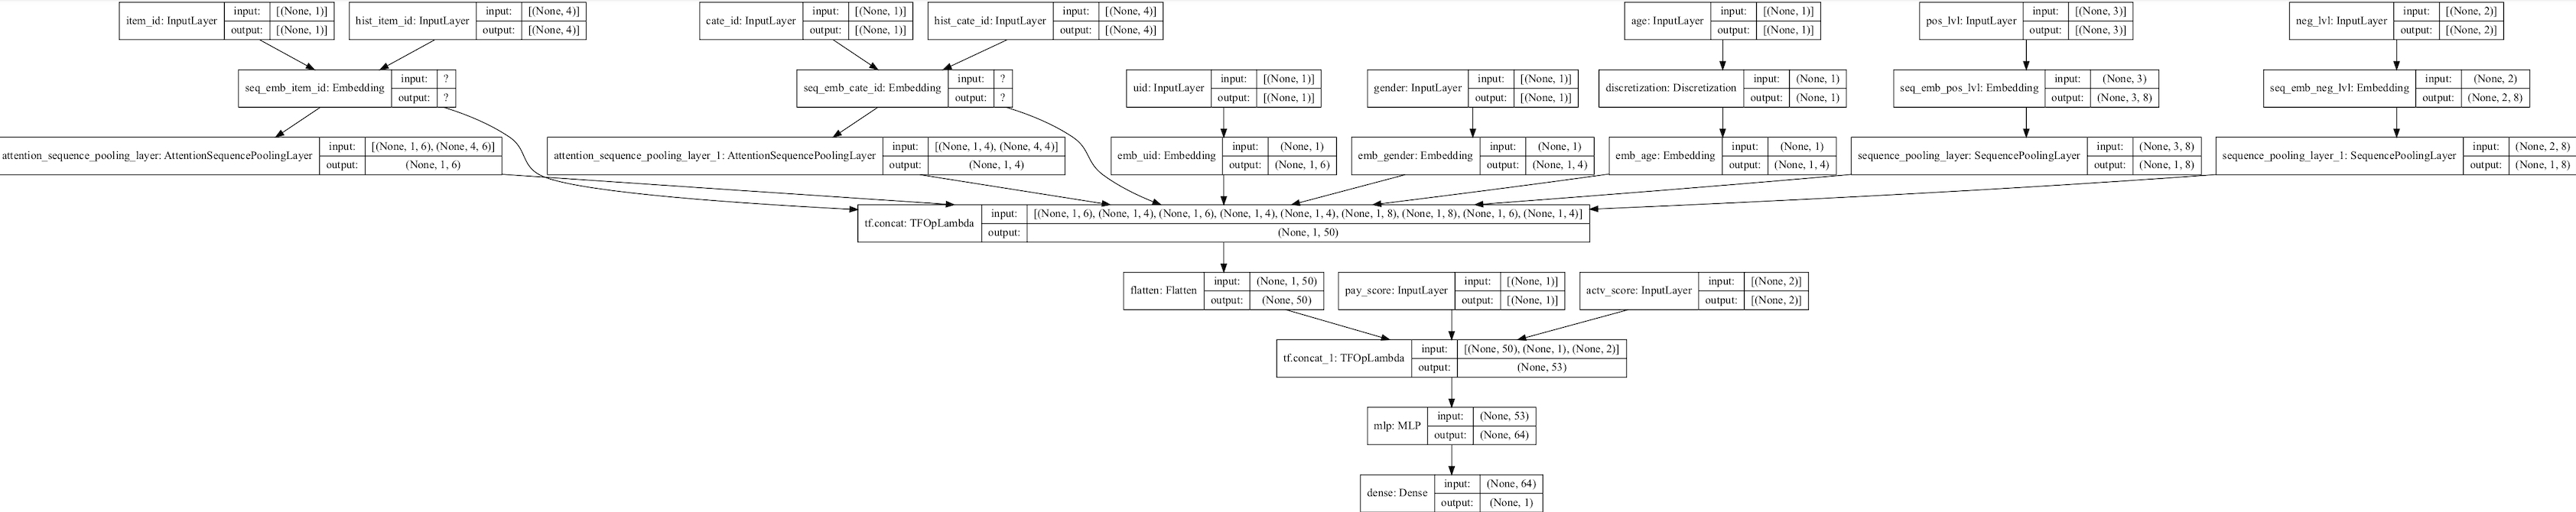 item_id: InputLayer
input: [(None, 1)]
output: [(None, 1)]
hist_item_id: InputLayer
input: [(None, 4)]
output: [(None, 4)]
cate_id: InputLayer
input: [(None, 1)]
output: [(None, 1)]
hist_cate_id: InputLayer
input: [(None, 4)]
output: [(None, 4)]
age: InputLayer
input: [(None, 1)]
output: [(None, 1)]
pos_lvl: InputLayer
input: [(None, 3)]
output: [(None, 3)]
neg_lvl: InputLayer
input: [(None, 2)]
output: [(None, 2)]
seq_emb_item_id: Embedding
input: ?
output: ?
seq_emb_cate_id: Embedding
input: ?
output: ?
uid: InputLayer
input: [(None, 1)]
output: [(None, 1)]
gender: InputLayer
input: [(None, 1)]
output: [(None, 1)]
discretization: Discretization
input: (None, 1)
output: (None, 1)
seq_emb_pos_lvl: Embedding
input: (None, 3)
output: (None, 3, 8)
seq_emb_neg_lvl: Embedding
input: (None, 2)
output: (None, 2, 8)
attention_sequence_pooling_layer: AttentionSequencePoolingLayer
input: [(None, 1, 6), (None, 4, 6)]
output: (None, 1, 6)
attention_sequence_pooling_layer_1: AttentionSequencePoolingLayer
input: [(None, 1, 4), (None, 4, 4)]
output: (None, 1, 4)
emb_uid: Embedding
input: (None, 1)
output: (None, 1, 6)
emb_gender: Embedding
input: (None, 1)
output: (None, 1, 4)
emb_age: Embedding
input: (None, 1)
output: (None, 1, 4)
sequence_pooling_layer: SequencePoolingLayer
input: (None, 3, 8)
output: (None, 1, 8)
sequence_pooling_layer_1: SequencePoolingLayer
input: (None, 2, 8)
output: (None, 1, 8)
tf.concat: TFOpLambda
input: [(None, 1, 6), (None, 1, 4), (None, 1, 6), (None, 1, 4), (None, 1, 4), (None, 1, 8), (None, 1, 8), (None, 1, 6), (None, 1, 4)]
output: (None, 1, 50)
flatten: Flatten
input: (None, 1, 50)
output: (None, 50)
pay_score: InputLayer
input: [(None, 1)]
output: [(None, 1)]
actv_score: InputLayer
input: [(None, 2)]
output: [(None, 2)]
tf.concat_1: TFOpLambda
input: [(None, 50), (None, 1), (None, 2)]
output: (None, 53)
mlp: MLP
input: (None, 53)
output: (None, 64)
dense: Dense
input: (None, 64)
output: (None, 1)